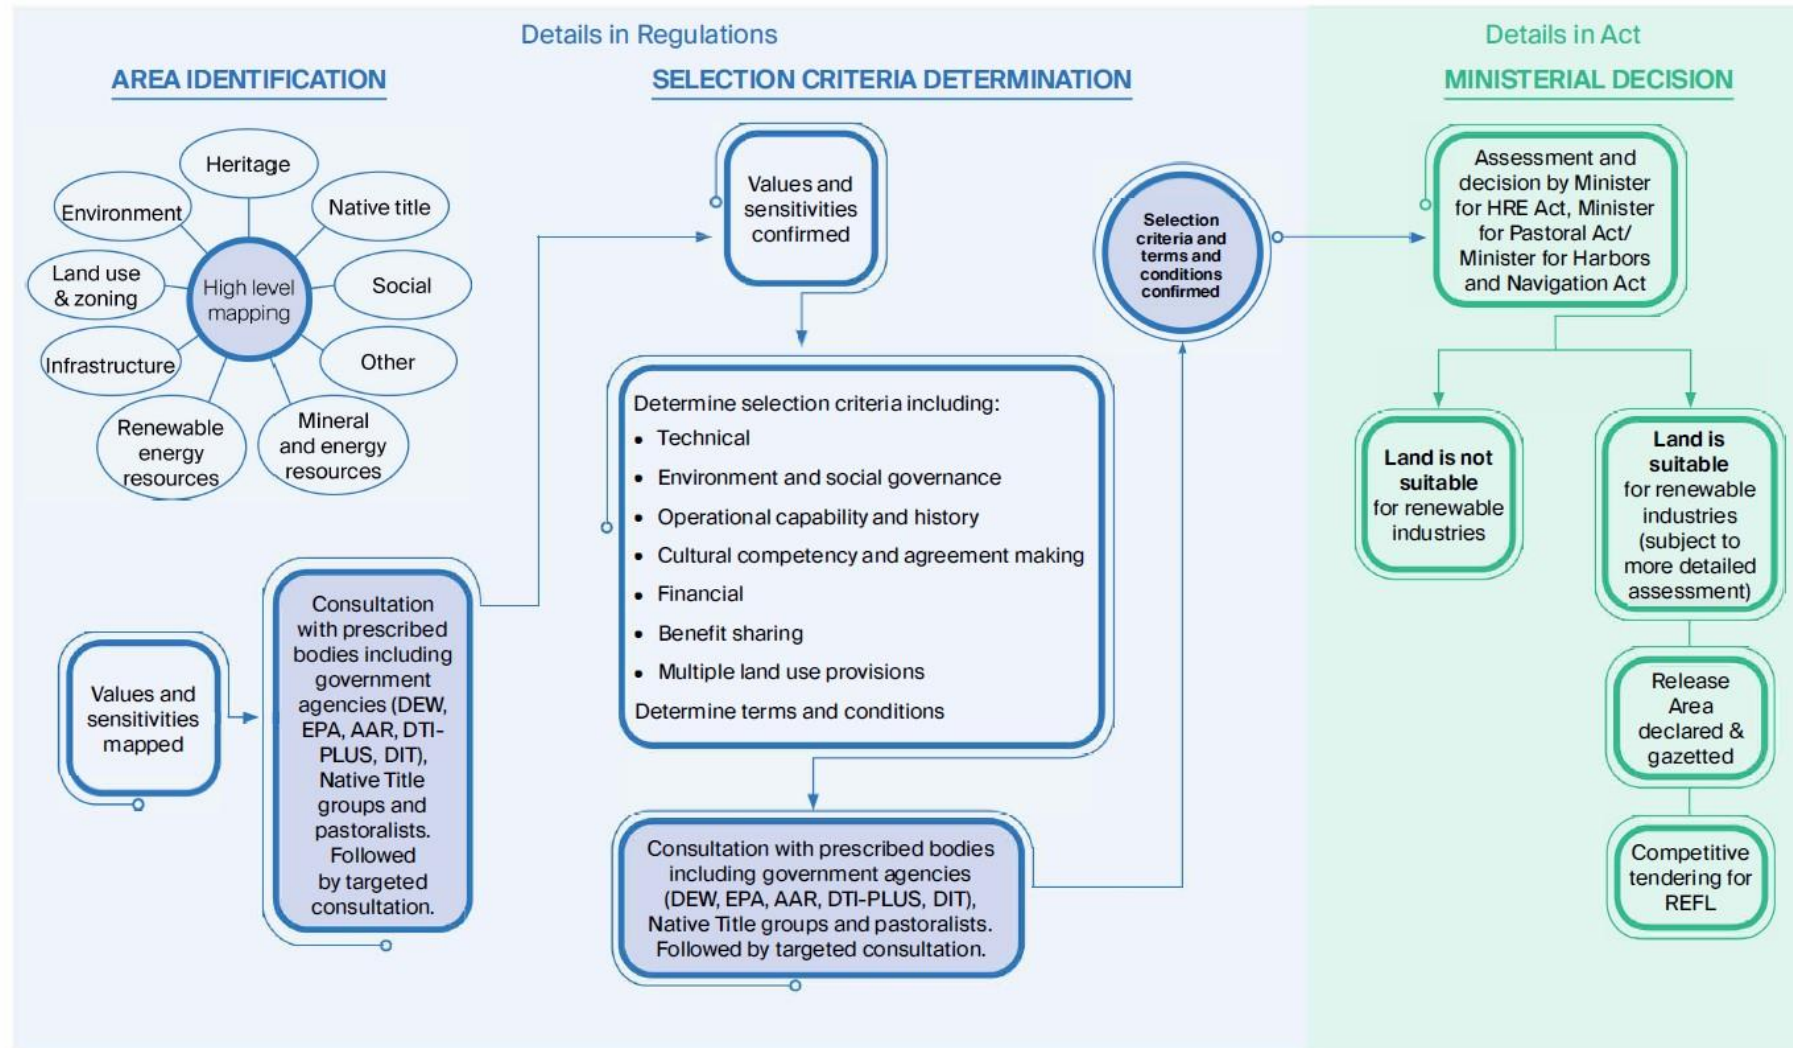 Details in Regulations
Details in Act
AREA IDENTIFICATION
SELECTION CRITERIA DETERMINATION
MINISTERIAL DECISION
Heritage
Environment
Native title
Land use
& zoning
High level
mapping
Social
Infrastructure
Other
Renewable
energy
resources
Mineral
and energy
resources
Values and
sensitivities
mapped
Consultation
with prescribed
bodies including
government
agencies (DEW,
EPA, AAR, DTI-
PLUS, DIT),
Native Title
groups and
pastoralists.
Followed
by targeted
consultation.
Values and
sensitivities
confirmed
Determine selection criteria including:
• Technical
• Environment and social governance
• Operational capability and history
• Cultural competency and agreement making
• Financial
• Benefit sharing
• Multiple land use provisions
Determine terms and conditions
Consultation with prescribed bodies
including government agencies
(DEW, EPA, AAR, DTI-PLUS, DIT),
Native Title groups and pastoralists.
Followed by targeted consultation.
Selection
criteria and
terms and
conditions
confirmed
Assessment and
decision by Minister
for HRE Act, Minister
for Pastoral Act/
Minister for Harbors
and Navigation Act
Land is not
suitable
for renewable
industries
Land is
suitable
for renewable
industries
(subject to
more detailed
assessment)
Release
Area
declared &
gazetted
Competitive
tendering for
REFL